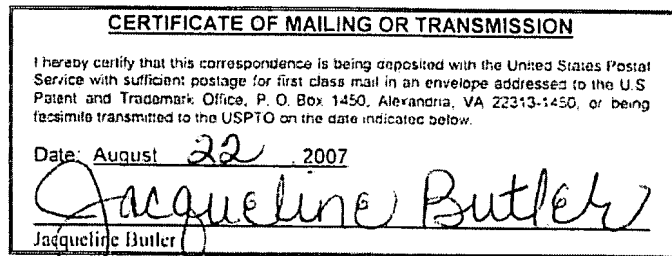 CERTIFICATE OF MAILING OR TRANSMISSION
I hereby certify that this correspondence is being deposited with the United States Postal
Service with sufficient postage for first class mail in an envelope addressed to the U.S
Patent and Trademark Office, P. O. Box 1450, Alexandria, VA 22313-1450, or being
facsimile transmitted to the USPTO on the date indicated below.
Date: August 22, 2007
Jacqueline Butler
Jacqueline Butler